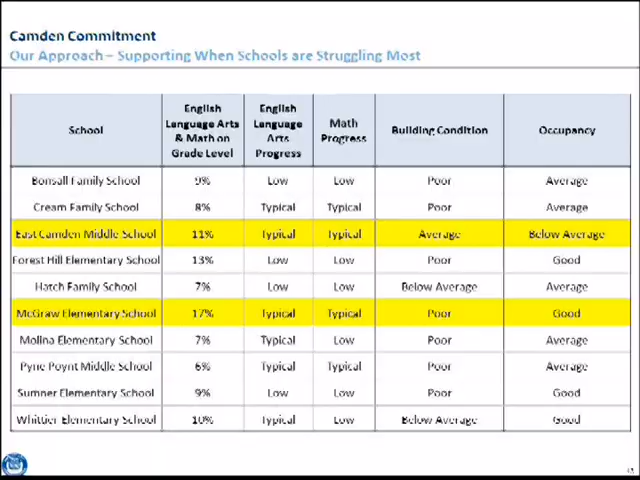 Camden Commitment
Our Approach – Supporting When Schools are Struggling Most
School | English Language Arts & Math on Grade Level | English Language Arts Progress | Math Progress | Building Condition | Occupancy
Bonsall Family School | 9% | Low | Low | Poor | Average
Cream Family School | 8% | Typical | Typical | Poor | Average
East Camden Middle School | 11% | Typical | Typical | Average | Below Average
Forest Hill Elementary School | 13% | Low | Low | Poor | Good
Hatch Family School | 7% | Low | Low | Below Average | Average
McGraw Elementary School | 17% | Typical | Typical | Poor | Good
Molina Elementary School | 7% | Typical | Low | Poor | Average
Pyne Poynt Middle School | 6% | Typical | Typical | Poor | Average
Sumner Elementary School | 9% | Low | Low | Poor | Good
Whittier Elementary School | 10% | Typical | Low | Below Average | Good